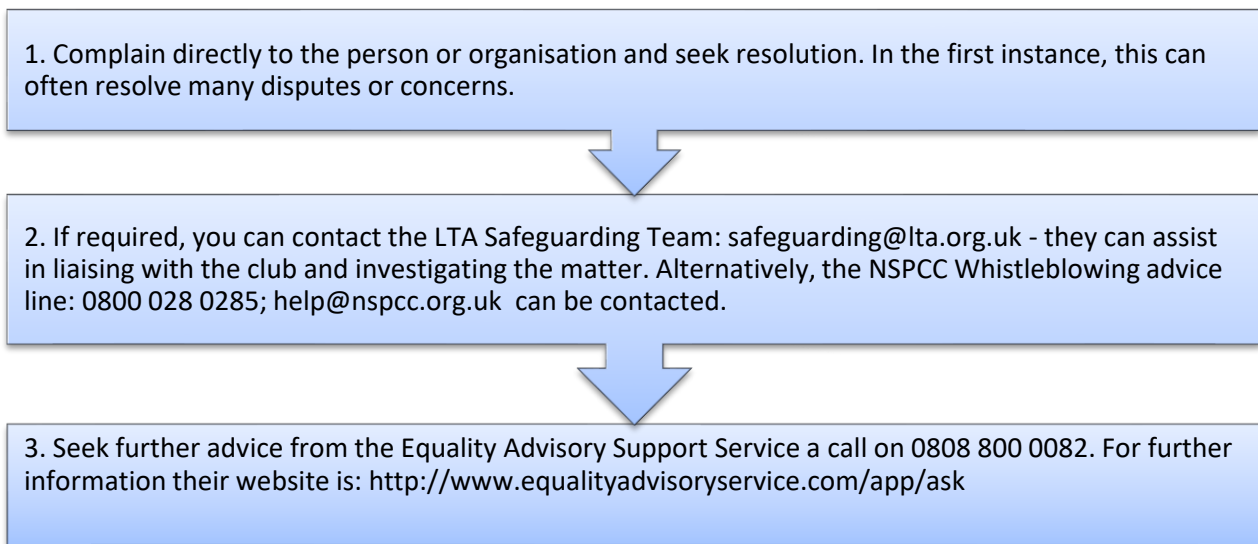 1. Complain directly to the person or organisation and seek resolution. In the first instance, this can
often resolve many disputes or concerns.
2. If required, you can contact the LTA Safeguarding Team: safeguarding@lta.org.uk - they can assist
in liaising with the club and investigating the matter. Alternatively, the NSPCC Whistleblowing advice
line: 0800 028 0285; help@nspcc.org.uk  can be contacted.
3. Seek further advice from the Equality Advisory Support Service a call on 0808 800 0082. For further
information their website is: http://www.equalityadvisoryservice.com/app/ask